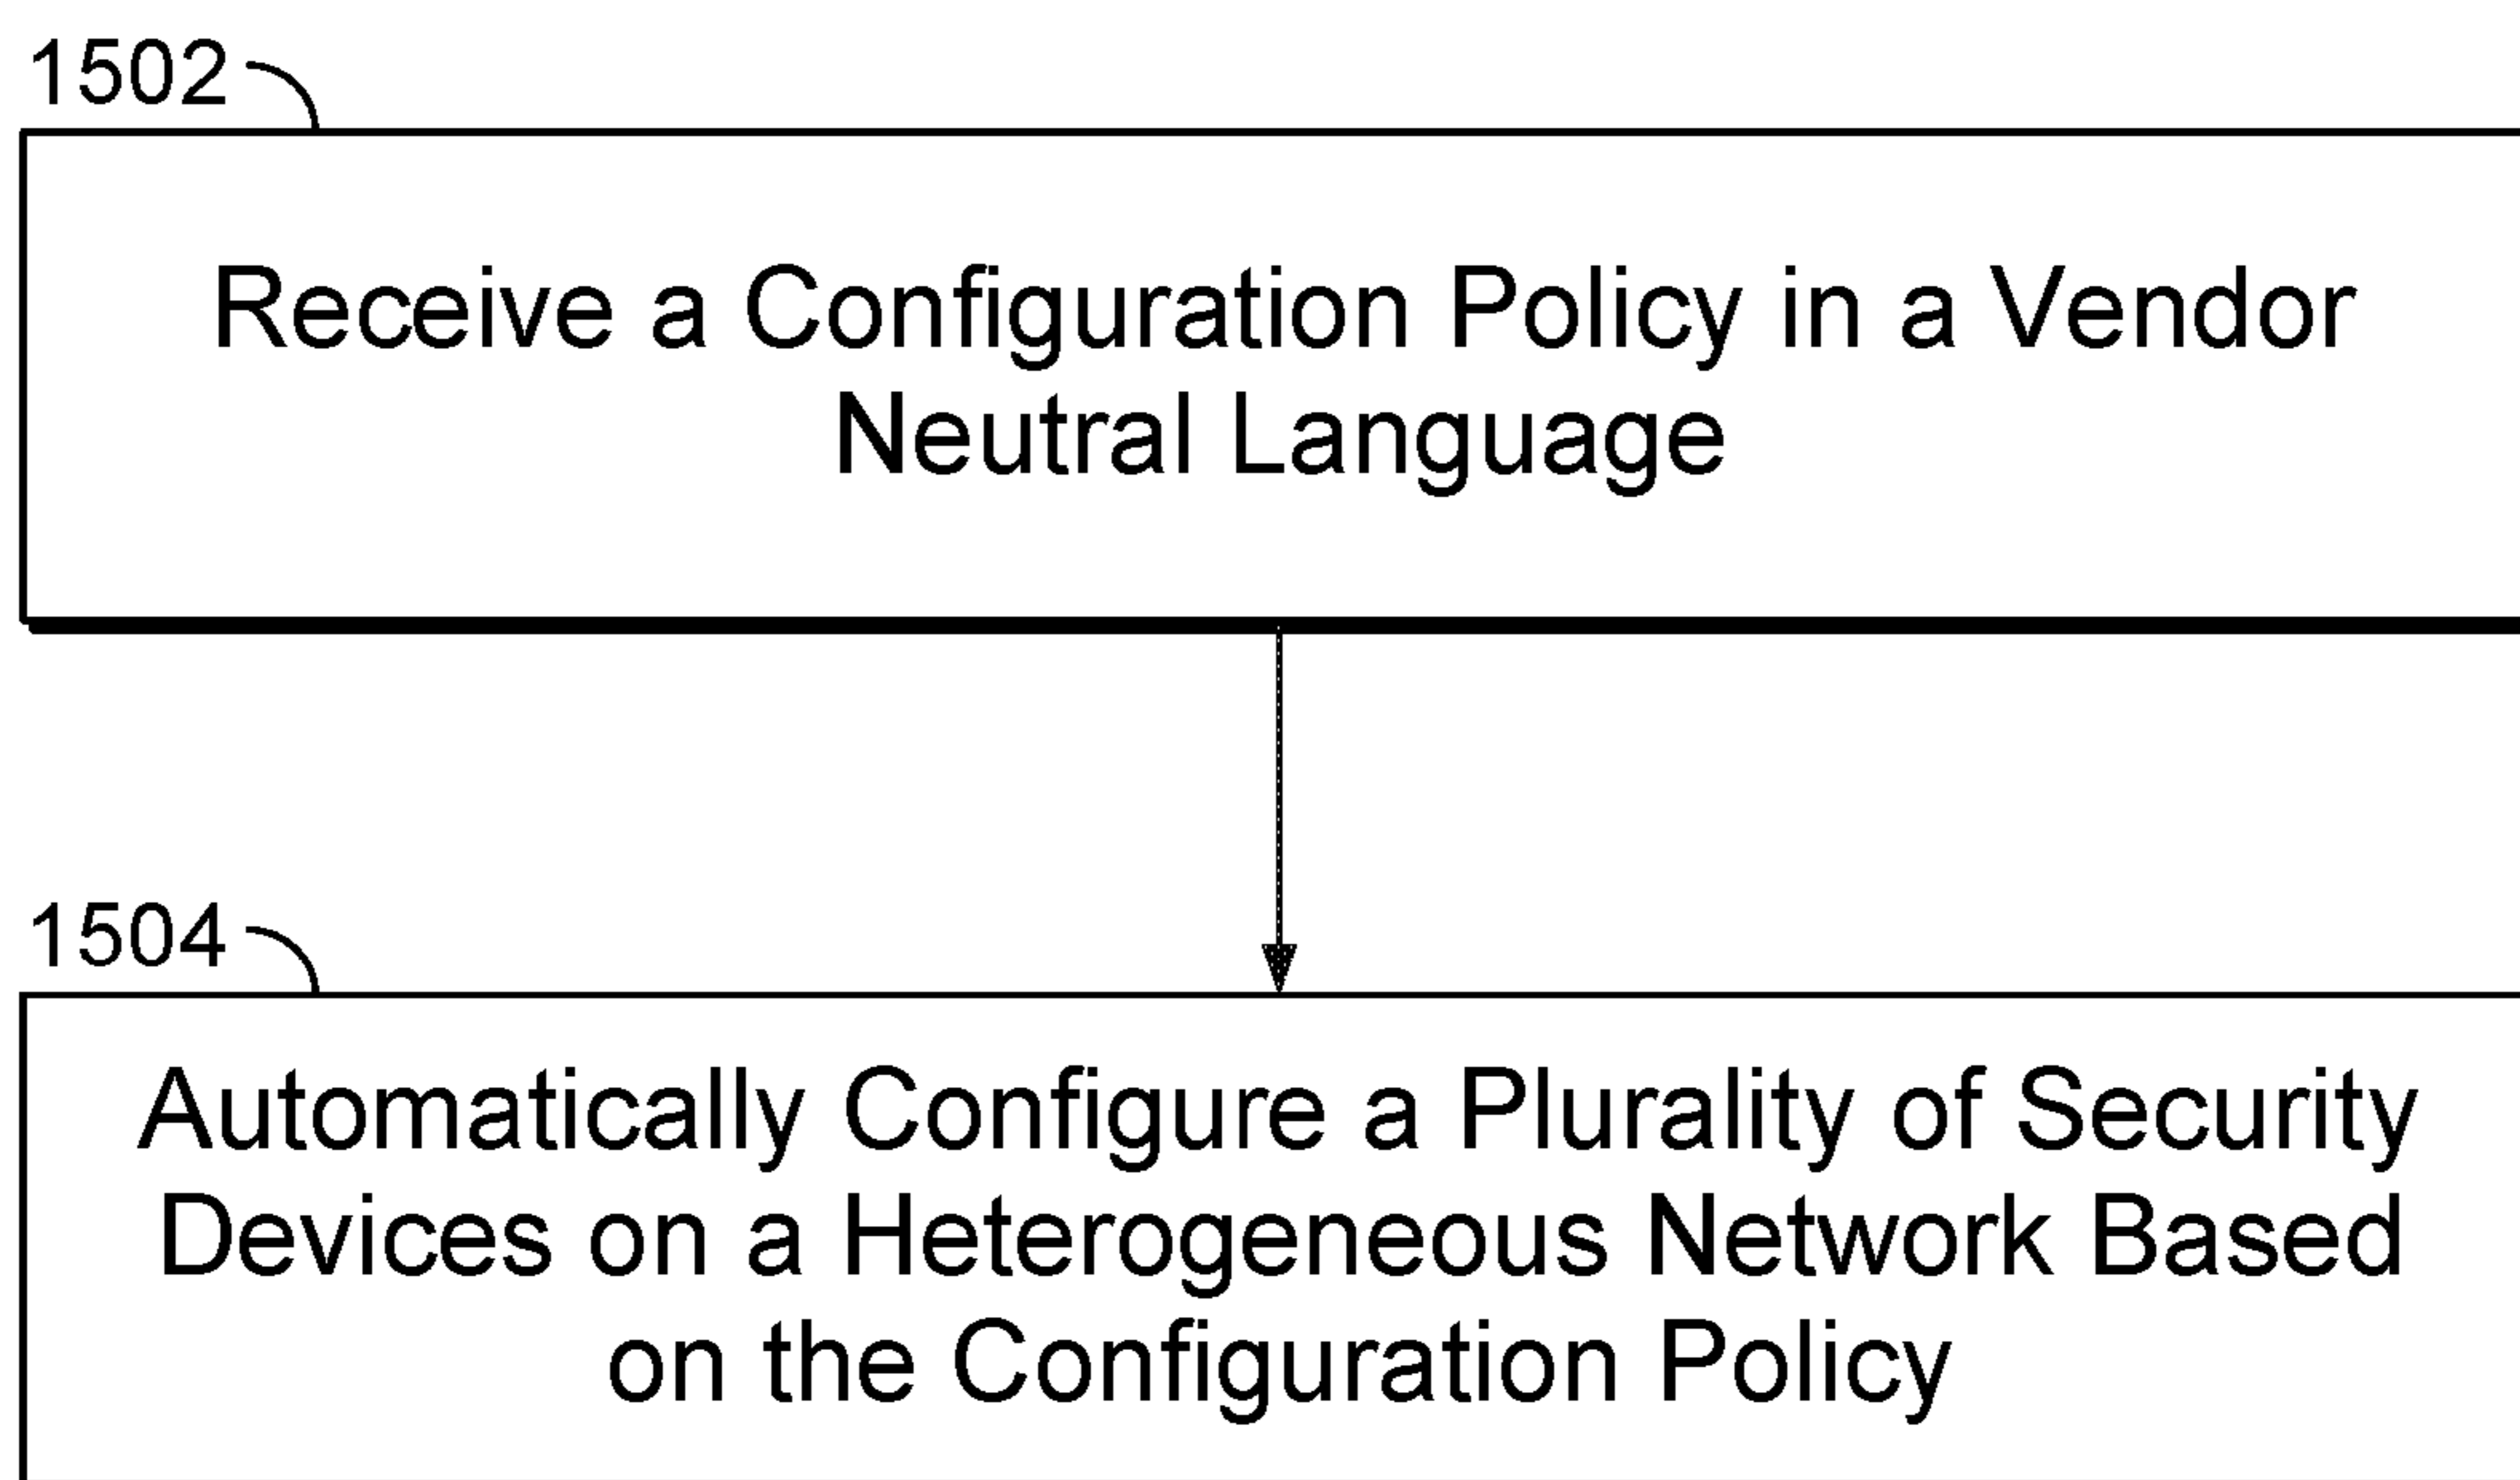 1502
Receive a Configuration Policy in a Vendor
Neutral Language
1504
Automatically Configure a Plurality of Security
Devices on a Heterogeneous Network Based
on the Configuration Policy